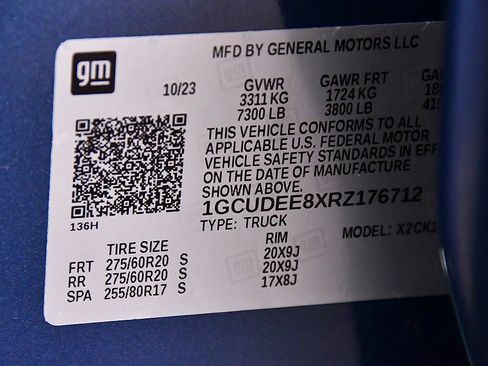 gm
MFD BY GENERAL MOTORS LLC
10/23 GVWR GAWR FRT
3311 KG 1724 KG
7300 LB 3800 LB
THIS VEHICLE CONFORMS TO ALL
APPLICABLE U.S. FEDERAL MOTOR
VEHICLE SAFETY STANDARDS IN
ON THE DATE OF MANUFACTURE
SHOWN ABOVE.
1GCUDEE8XRZ176712
136H
TYPE: TRUCK MODEL:
TIRE SIZE RIM
FRT 275/60R20 S 20X9J
RR 275/60R20 S 20X9J
SPA 255/80R17 S 17X8J